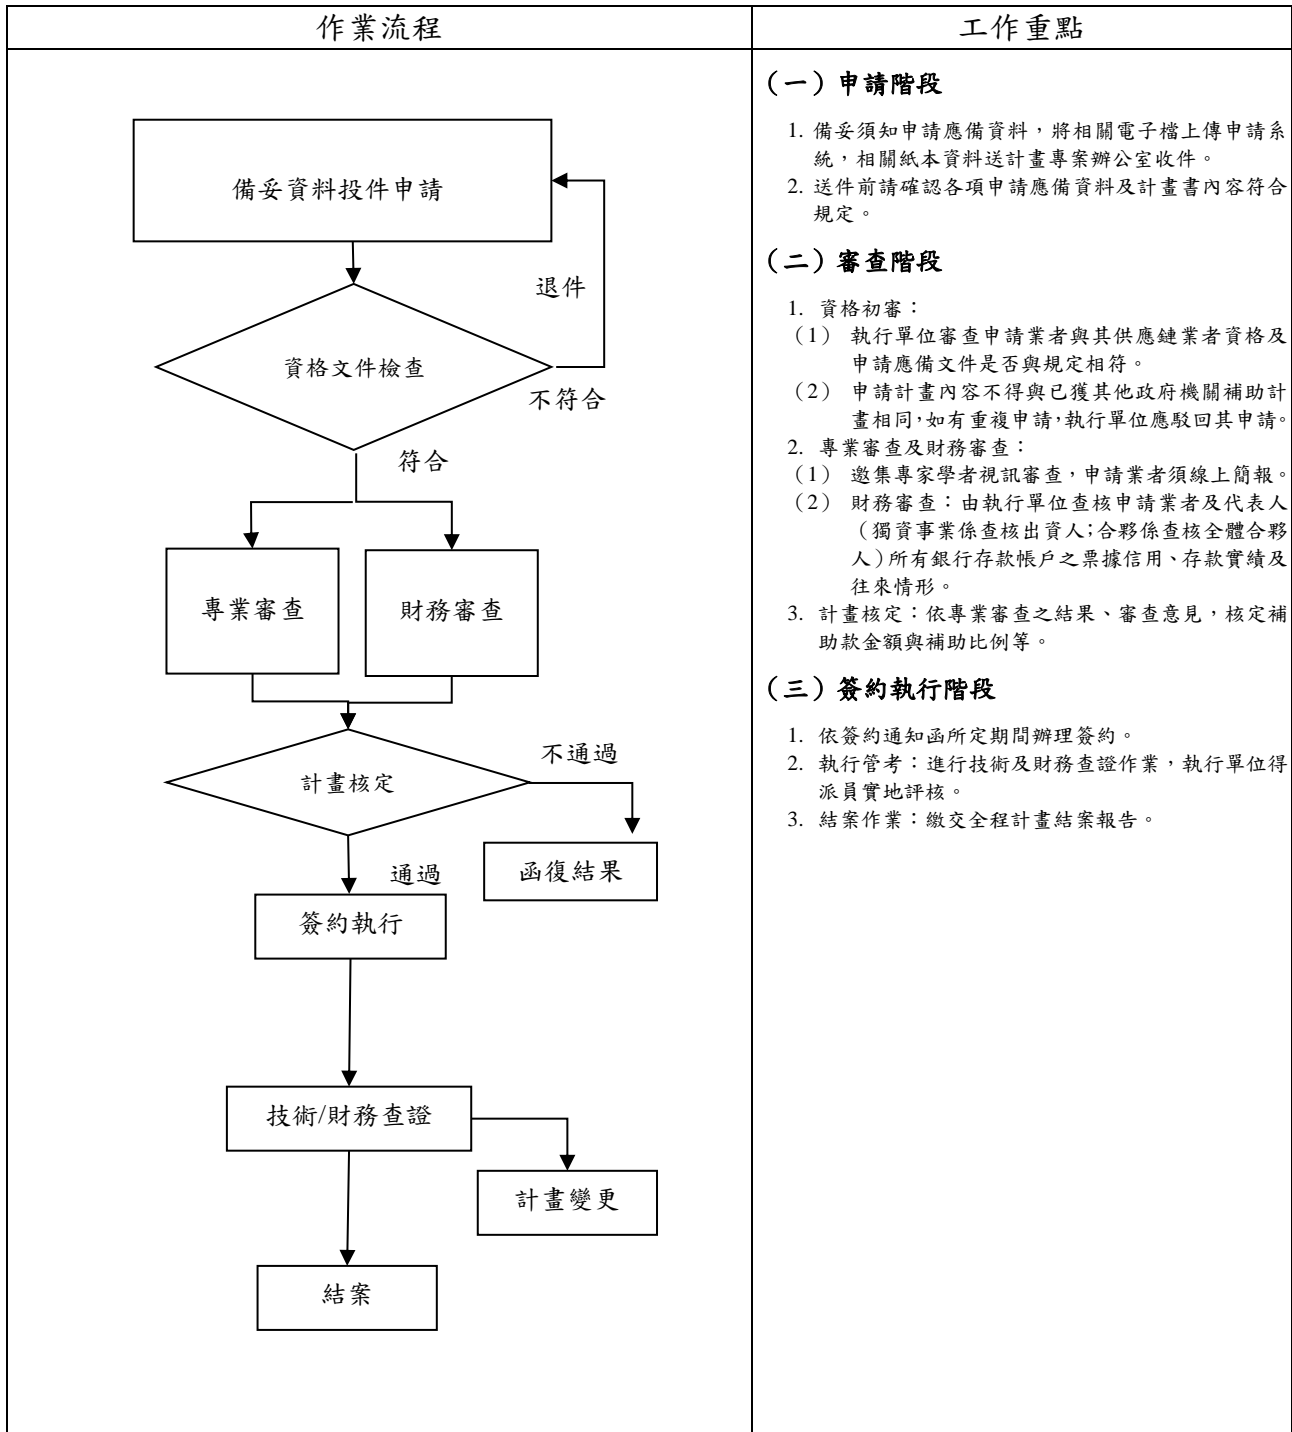 作業流程
工作重點
備妥資料投件申請
退件
資格文件檢查
不符合
符合
專業審查
財務審查
不通過
計畫核定
函復結果
通過
簽約執行
技術/財務查證
計畫變更
結案
（一）申請階段
1. 備妥須知申請應備資料，將相關電子檔上傳申請系
統，相關紙本資料送計畫專案辦公室收件。
2. 送件前請確認各項申請應備資料及計畫書內容符合
規定。
（二）審查階段
1. 資格初審：
（1） 執行單位審查申請業者與其供應鏈業者資格及
申請應備文件是否與規定相符。
（2） 申請計畫內容不得與已獲其他政府機關補助計
畫相同，如有重複申請，執行單位應駁回其申請。
2. 專業審查及財務審查：
（1） 邀集專家學者視訊審查，申請業者須線上簡報。
（2） 財務審查：由執行單位查核申請業者及代表人
（獨資事業係查核出資人；合夥係查核全體合夥
人）所有銀行存款帳戶之票據信用、存款實績及
往來情形。
3. 計畫核定：依專業審查之結果、審查意見，核定補
助款金額與補助比例等。
（三）簽約執行階段
1. 依簽約通知函所定期間辦理簽約。
2. 執行管考：進行技術及財務查證作業，執行單位得
派員實地評核。
3. 結案作業：繳交全程計畫結案報告。